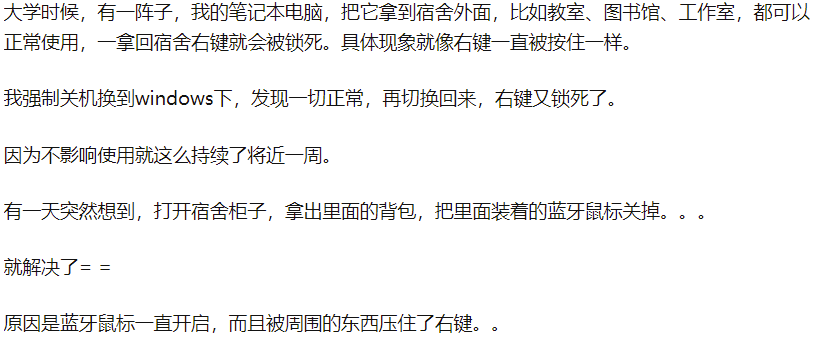 大学时候，有一阵子，我的笔记本电脑，把它拿到宿舍外面，比如教室、图书馆、工作室，都可以
正常使用，一拿回宿舍右键就会被锁死。具体现象就像右键一直被按住一样。
我强制关机换到windows下，发现一切正常，再切换回来，右键又锁死了。
因为不影响使用就这么持续了将近一周。
有一天突然想到，打开宿舍柜子，拿出里面的背包，把里面装着的蓝牙鼠标关掉。。。
就解决了= =
原因是蓝牙鼠标一直开启，而且被周围的东西压住了右键。。